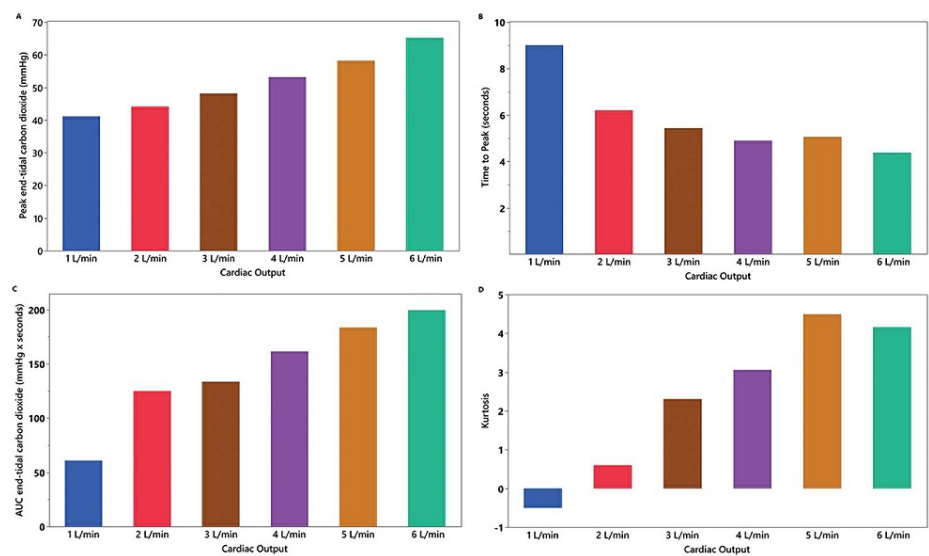 A
Peak end-tidal carbon dioxide (mmHg)
70
60
50
40
30
20
10
0
1 L/min 2 L/min 3 L/min 4 L/min 5 L/min 6 L/min
Cardiac Output
B
Time to Peak (seconds)
10
8
6
4
2
1 L/min 2 L/min 3 L/min 4 L/min 5 L/min 6 L/min
Cardiac Output
C
AUC end-tidal carbon dioxide (mmHg x seconds)
200
150
100
50
0
1 L/min 2 L/min 3 L/min 4 L/min 5 L/min 6 L/min
Cardiac Output
D
Kurtosis
5
4
3
2
1
0
-1
1 L/min 2 L/min 3 L/min 4 L/min 5 L/min 6 L/min
Cardiac Output